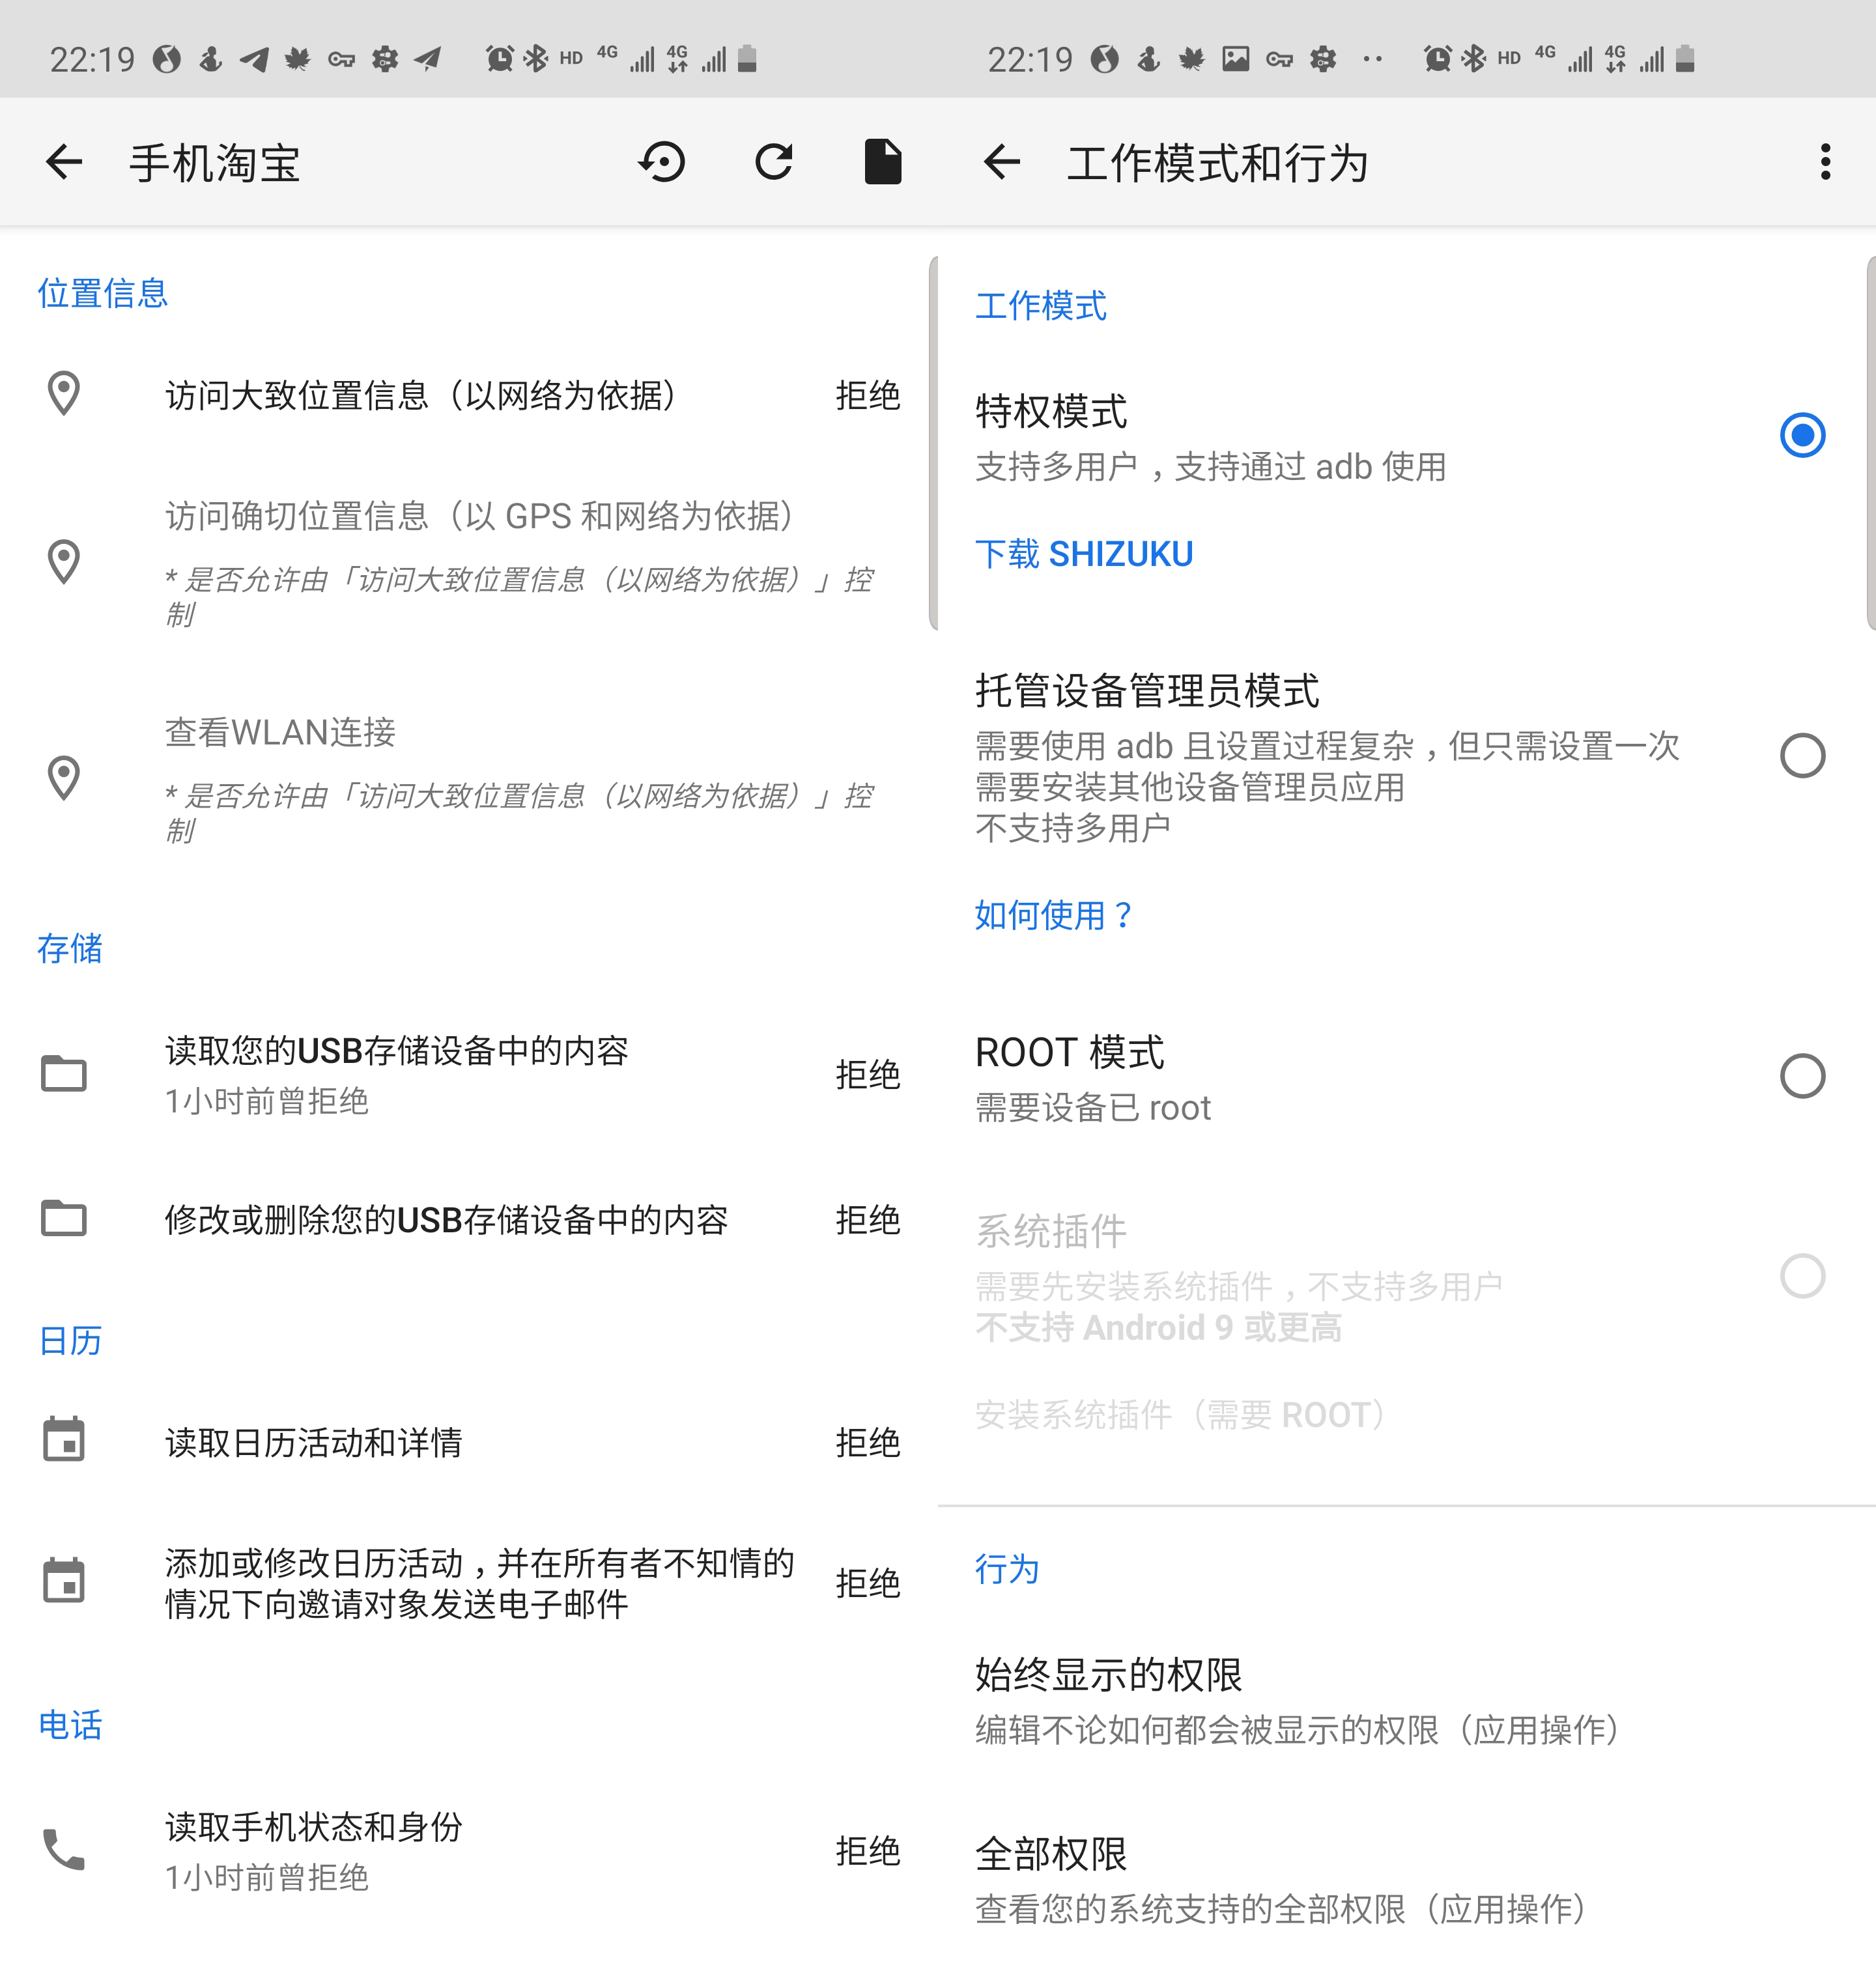 22:19 HD 4G 4G
手机淘宝
位置信息
访问大致位置信息（以网络为依据） 拒绝
访问确切位置信息（以 GPS 和网络为依据）
* 是否允许由「访问大致位置信息（以网络为依据）」控
制
查看WLAN连接
* 是否允许由「访问大致位置信息（以网络为依据）」控
制
存储
读取您的USB存储设备中的内容 拒绝
1小时前曾拒绝
修改或删除您的USB存储设备中的内容 拒绝
日历
读取日历活动和详情 拒绝
添加或修改日历活动，并在所有者不知情的
情况下向邀请对象发送电子邮件 拒绝
电话
读取手机状态和身份 拒绝
1小时前曾拒绝
22:19 HD 4G 4G
工作模式和行为
工作模式
特权模式
支持多用户，支持通过 adb 使用
下载 SHIZUKU
托管设备管理员模式
需要使用 adb 且设置过程复杂，但只需设置一次
需要安装其他设备管理员应用
不支持多用户
如何使用？
ROOT 模式
需要设备已 root
系统插件
需要先安装系统插件，不支持多用户
不支持 Android 9 或更高
安装系统插件（需要 ROOT）
行为
始终显示的权限
编辑不论如何都会被显示的权限（应用操作）
全部权限
查看您的系统支持的全部权限（应用操作）